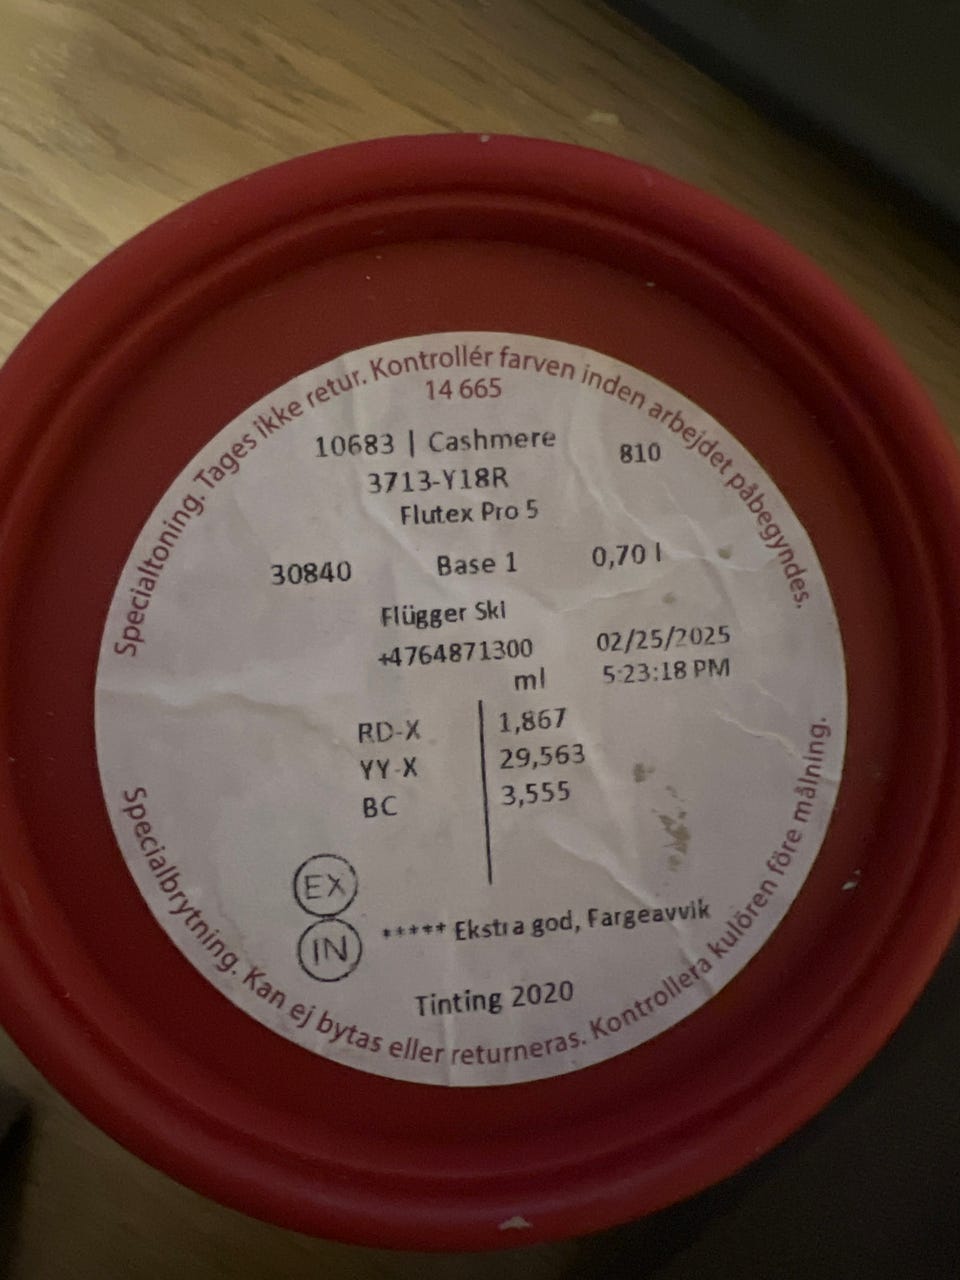 Specialtoning. Tages ikke retur. Kontrollér farven inden arbejdet påbegyndes.
14 665
10683 | Cashmere 810
3713-Y18R
Flutex Pro 5
30840 Base 1 0,70 l
Flügger Ski
+4764871300 02/25/2025
ml 5:23:18 PM
RD-X 1,867
YY-X 29,563
BC 3,555
EX
IN
***** Ekstra god, Fargeavvik
Tinting 2020
Specialbrytning. Kan ej bytas eller returneras. Kontrollera kulören före målning.